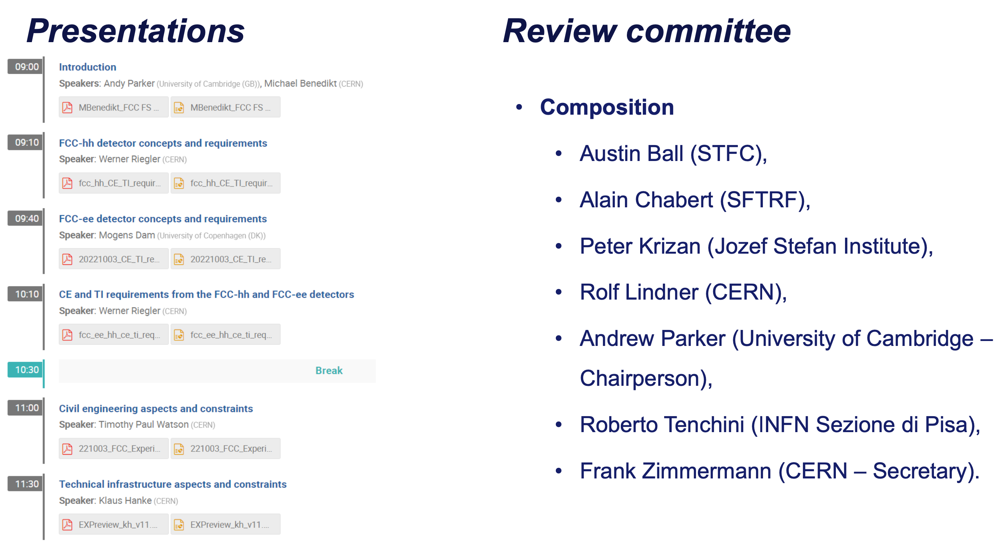 Presentations
09:00
Introduction
Speakers: Andy Parker (University of Cambridge (GB)), Michael Benedikt (CERN)
MBenedikt_FCC FS ...
MBenedikt_FCC FS ...
09:10
FCC-hh detector concepts and requirements
Speaker: Werner Riegler (CERN)
fcc_hh_CE_TI_requir...
fcc_hh_CE_TI_requir...
09:40
FCC-ee detector concepts and requirements
Speaker: Mogens Dam (University of Copenhagen (DK))
20221003_CE_TI_re...
20221003_CE_TI_re...
10:10
CE and TI requirements from the FCC-hh and FCC-ee detectors
Speaker: Werner Riegler (CERN)
fcc_ee_hh_ce_ti_req...
fcc_ee_hh_ce_ti_req...
10:30
Break
11:00
Civil engineering aspects and constraints
Speaker: Timothy Paul Watson (CERN)
221003_FCC_Experi...
221003_FCC_Experi...
11:30
Technical infrastructure aspects and constraints
Speaker: Klaus Hanke (CERN)
EXPreview_kh_v11....
EXPreview_kh_v11....
Review committee
• Composition
• Austin Ball (STFC),
• Alain Chabert (SFTRF),
• Peter Krizan (Jozef Stefan Institute),
• Rolf Lindner (CERN),
• Andrew Parker (University of Cambridge –
Chairperson),
• Roberto Tenchini (INFN Sezione di Pisa),
• Frank Zimmermann (CERN – Secretary).